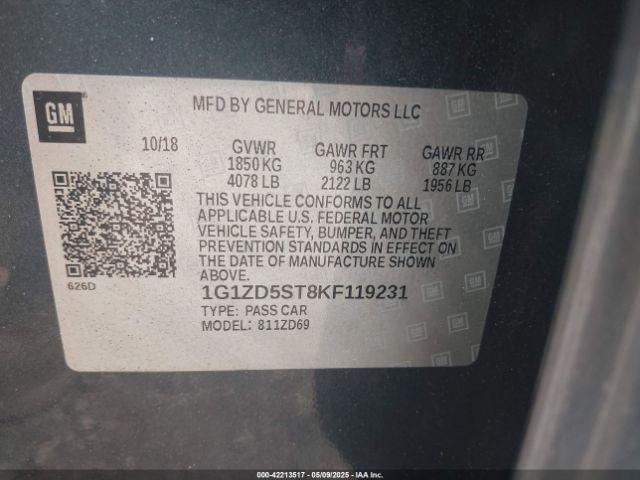 GM
MFD BY GENERAL MOTORS LLC
10/18 GVWR GAWR FRT GAWR RR
1850 KG 963 KG 887 KG
4078 LB 2122 LB 1956 LB
THIS VEHICLE CONFORMS TO ALL
APPLICABLE U.S. FEDERAL MOTOR
VEHICLE SAFETY, BUMPER, AND THEFT
PREVENTION STANDARDS IN EFFECT ON
THE DATE OF MANUFACTURE SHOWN
ABOVE.
626D
1G1ZD5ST8KF119231
TYPE: PASS CAR
MODEL: 811ZD69
000-42213517 - 05/09/2025 - IAA Inc.